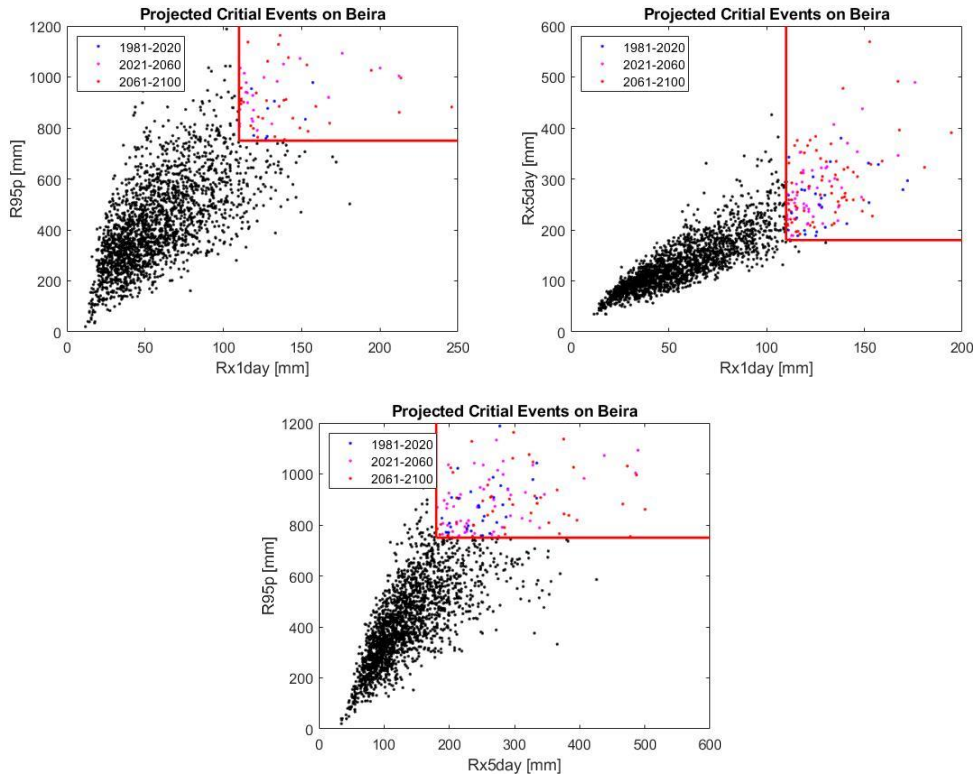 Projected Critial Events on Beira
1200
1000
800
600
400
200
0
R95p [mm]
1981-2020
2021-2060
2061-2100
0 50 100 150 200 250
Rx1day [mm]
Projected Critial Events on Beira
600
500
400
300
200
100
0
Rx5day [mm]
1981-2020
2021-2060
2061-2100
0 50 100 150 200
Rx1day [mm]
Projected Critial Events on Beira
1200
1000
800
600
400
200
0
R95p [mm]
1981-2020
2021-2060
2061-2100
0 100 200 300 400 500 600
Rx5day [mm]